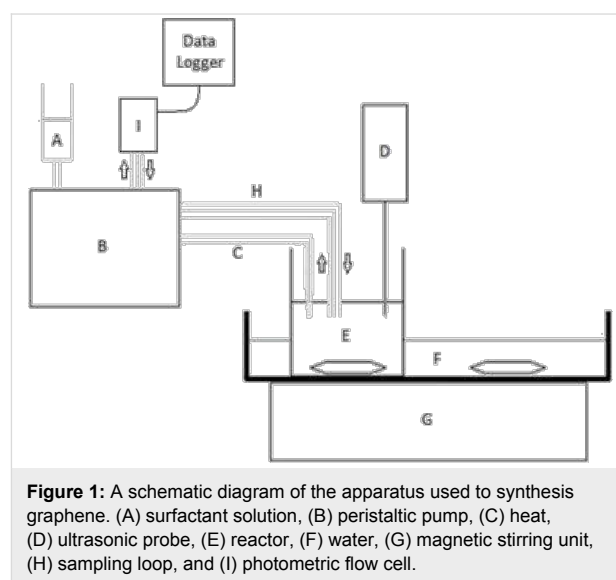 Data
Logger
A
I
D
H
B
C
E
F
G
Figure 1: A schematic diagram of the apparatus used to synthesis
graphene. (A) surfactant solution, (B) peristaltic pump, (C) heat,
(D) ultrasonic probe, (E) reactor, (F) water, (G) magnetic stirring unit,
(H) sampling loop, and (I) photometric flow cell.